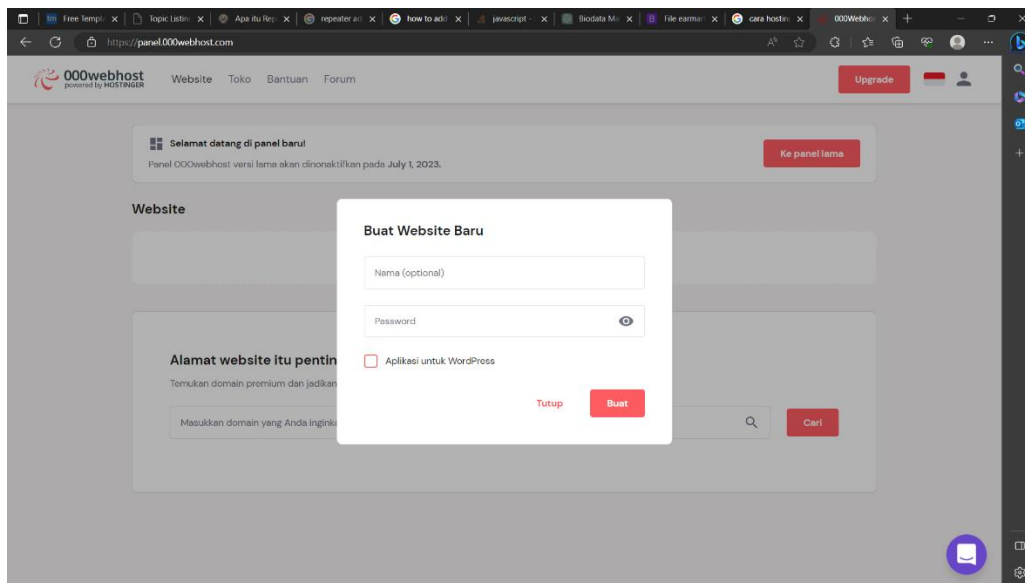 Free Templ
Topic Listin
Apa itu Rep
repeater ad
how to add
javascript -
Biodata Ma
File earmar
cara hostin
000Webhos
https://panel.000webhost.com
000webhost
powered by HOSTINGER
Website Toko Bantuan Forum
Upgrade
Selamat datang di panel baru!
Panel 000webhost versi lama akan dinonaktifkan pada July 1, 2023.
Ke panel lama
Website
Buat Website Baru
Nama (optional)
Password
Aplikasi untuk WordPress
Tutup
Buat
Alamat website itu pentin
Temukan domain premium dan jadikan
Masukkan domain yang Anda ingink
Cari